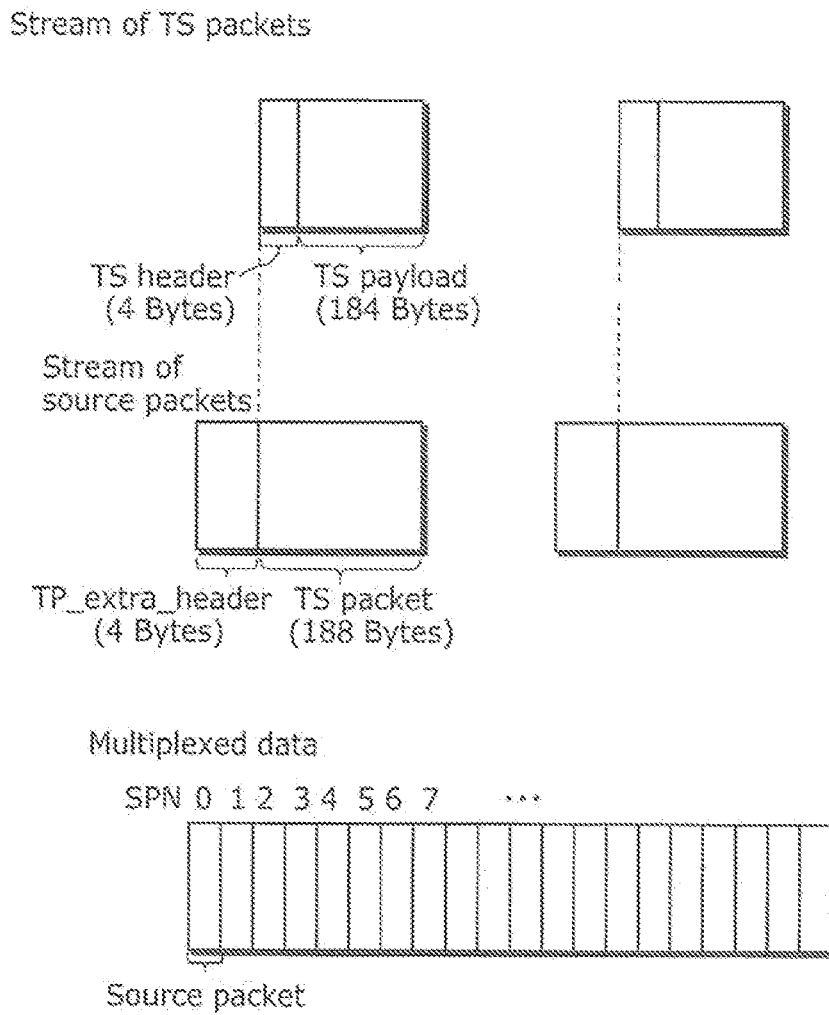 Stream of TS packets
TS header TS payload
(4 Bytes) (184 Bytes)
Stream of
source packets
TP_extra_header TS packet
(4 Bytes) (188 Bytes)
Multiplexed data
SPN 0 1 2 3 4 5 6 7 ...
Source packet